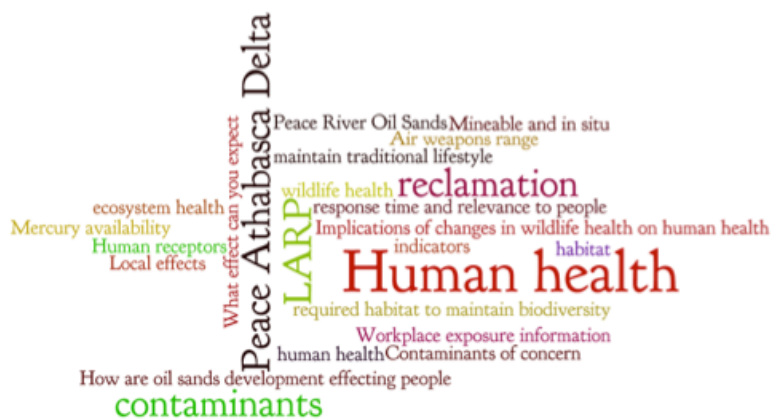 Peace Athabasca Delta
Peace River Oil Sands
Mineable and in situ
Air weapons range
maintain traditional lifestyle
What effect can you expect
wildlife health
reclamation
ecosystem health
LARP
response time and relevance to people
Mercury availability
Implications of changes in wildlife health on human health
Human receptors
indicators
habitat
Local effects
Human health
required habitat to maintain biodiversity
Workplace exposure information
human health
Contaminants of concern
How are oil sands development effecting people
contaminants